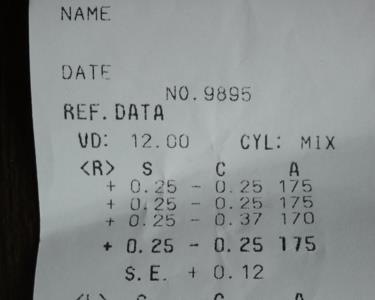 NAME
DATE
NO.9895
REF.DATA
VD: 12.00 CYL: MIX
<R> S C A
+ 0.25 - 0.25 175
+ 0.25 - 0.25 175
+ 0.25 - 0.37 170
+ 0.25 - 0.25 175
S.E. + 0.12
<L> S C A